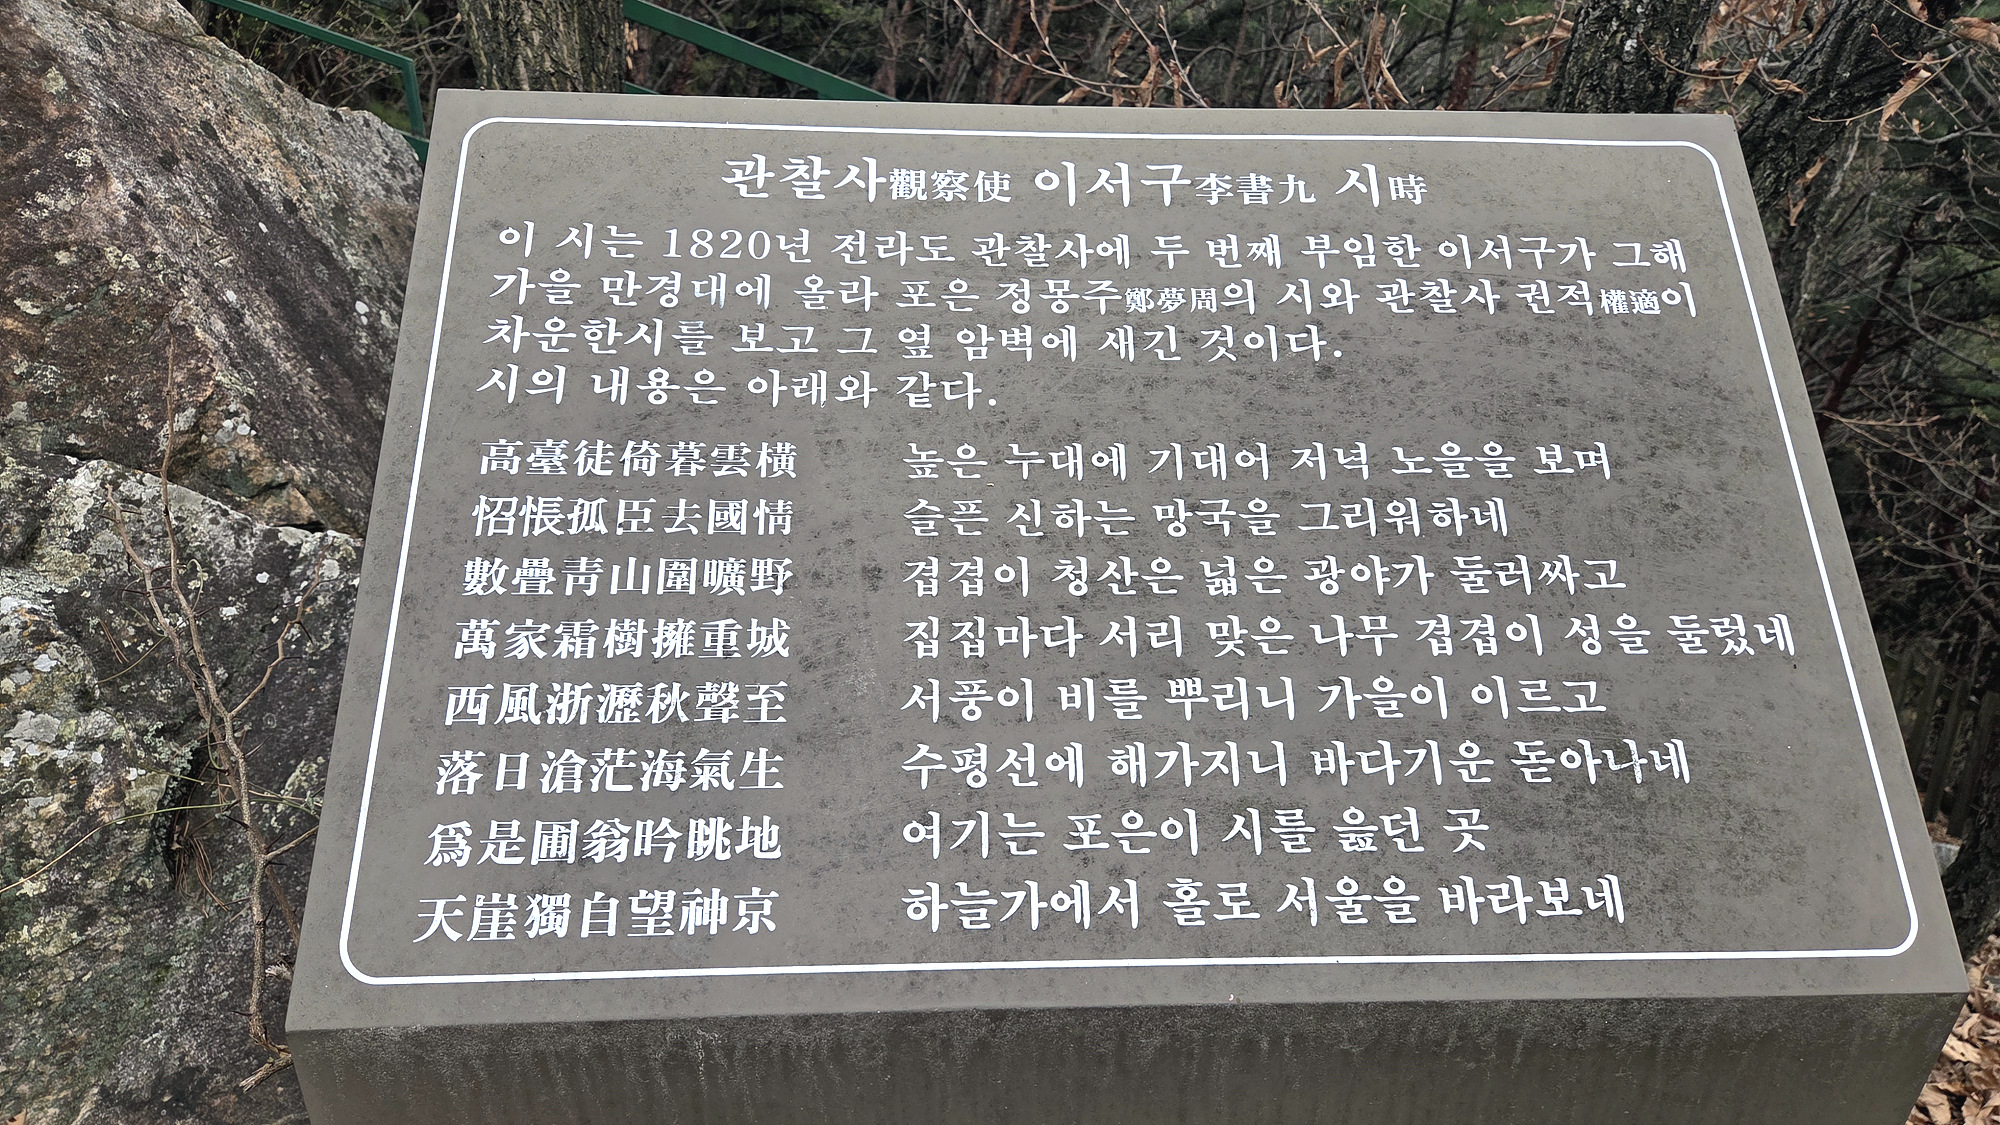 관찰사觀察使 이서구李書九 시時
이 시는 1820년 전라도 관찰사에 두 번째 부임한 이서구가 그해
가을 만경대에 올라 포은 정몽주鄭夢周의 시와 관찰사 권적權適이
차운한시를 보고 그 옆 암벽에 새긴 것이다.
시의 내용은 아래와 같다.
高臺徒倚暮雲橫 높은 누대에 기대어 저녁 노을을 보며
怊悵孤臣去國情 슬픈 신하는 망국을 그리워하네
數疊靑山圍曠野 겹겹이 청산은 넓은 광야가 둘러싸고
萬家霜樹擁重城 집집마다 서리 맞은 나무 겹겹이 성을 둘렀네
西風浙瀝秋聲至 서풍이 비를 뿌리니 가을이 이르고
落日滄茫海氣生 수평선에 해가지니 바다기운 돋아나네
爲是圃翁吟眺地 여기는 포은이 시를 읊던 곳
天崖獨自望神京 하늘가에서 홀로 서울을 바라보네